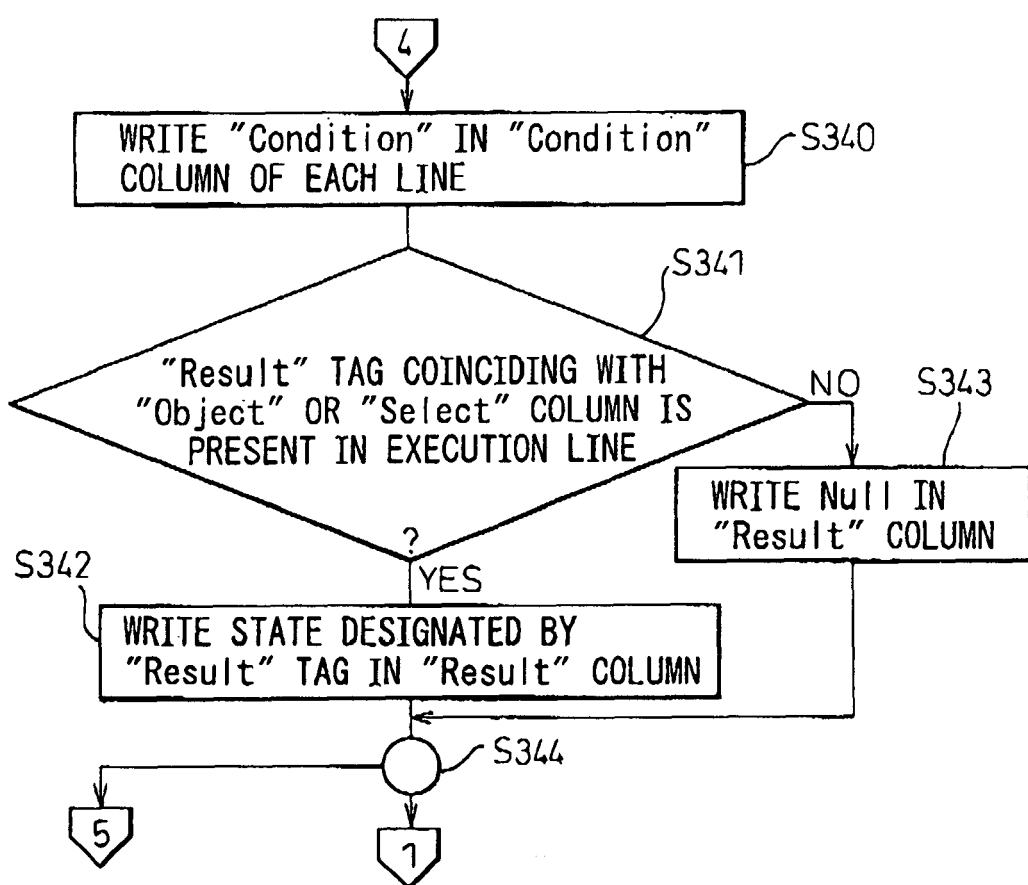 4
WRITE "Condition" IN "Condition"
COLUMN OF EACH LINE
S340
S341
"Result" TAG COINCIDING WITH
"Object" OR "Select" COLUMN IS
PRESENT IN EXECUTION LINE
?
NO
S343
WRITE Null IN
"Result" COLUMN
YES
S342
WRITE STATE DESIGNATED BY
"Result" TAG IN "Result" COLUMN
S344
5
1